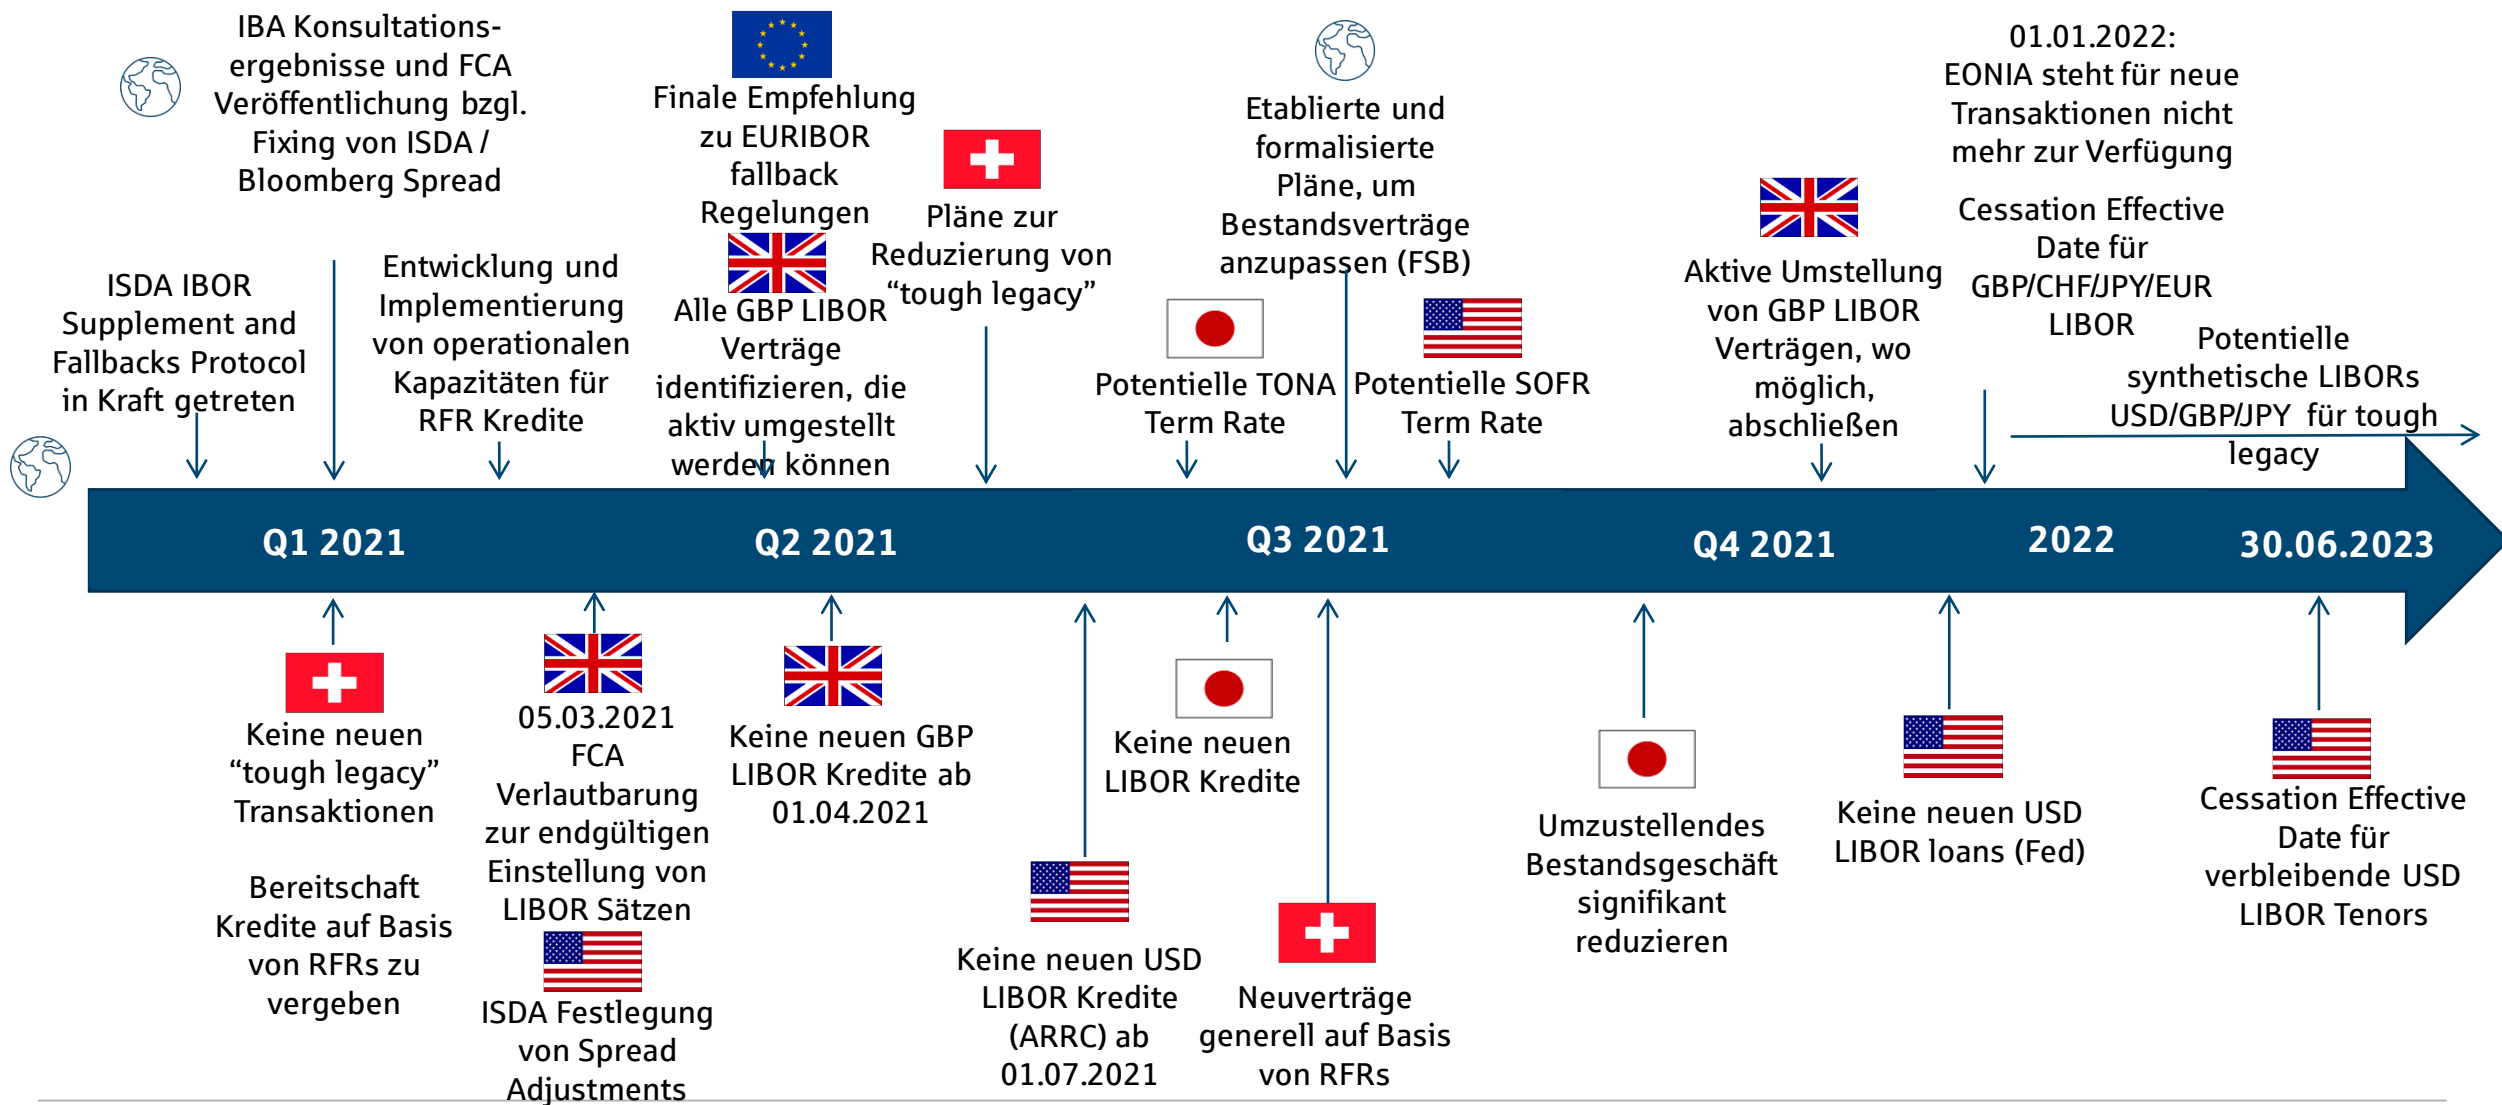 IBA Konsultations-
ergebnisse und FCA
Veröffentlichung bzgl.
Fixing von ISDA /
Bloomberg Spread
ISDA IBOR
Supplement and
Fallbacks Protocol
in Kraft getreten
Entwicklung und
Implementierung
von operationalen
Kapazitäten für
RFR Kredite
Finale Empfehlung
zu EURIBOR
fallback
Regelungen
Alle GBP LIBOR
Verträge
identifizieren, die
aktiv umgestellt
werden können
Pläne zur
Reduzierung von
“tough legacy”
Etablierte und
formalisierte
Pläne, um
Bestandsverträge
anzupassen (FSB)
Potentielle TONA
Term Rate
Potentielle SOFR
Term Rate
Aktive Umstellung
von GBP LIBOR
Verträgen, wo
möglich,
abschließen
01.01.2022:
EONIA steht für neue
Transaktionen nicht
mehr zur Verfügung
Cessation Effective
Date für
GBP/CHF/JPY/EUR
LIBOR
Potentielle
synthetische LIBORs
USD/GBP/JPY für tough
legacy
Q1 2021
Q2 2021
Q3 2021
Q4 2021
2022
30.06.2023
Keine neuen
“tough legacy”
Transaktionen
Bereitschaft
Kredite auf Basis
von RFRs zu
vergeben
05.03.2021
FCA
Verlautbarung
zur endgültigen
Einstellung von
LIBOR Sätzen
ISDA Festlegung
von Spread
Adjustments
Keine neuen GBP
LIBOR Kredite ab
01.04.2021
Keine neuen USD
LIBOR Kredite
(ARRC) ab
01.07.2021
Keine neuen
LIBOR Kredite
Neuverträge
generell auf Basis
von RFRs
Umzustellendes
Bestandsgeschäft
signifikant
reduzieren
Keine neuen USD
LIBOR loans (Fed)
Cessation Effective
Date für
verbleibende USD
LIBOR Tenors